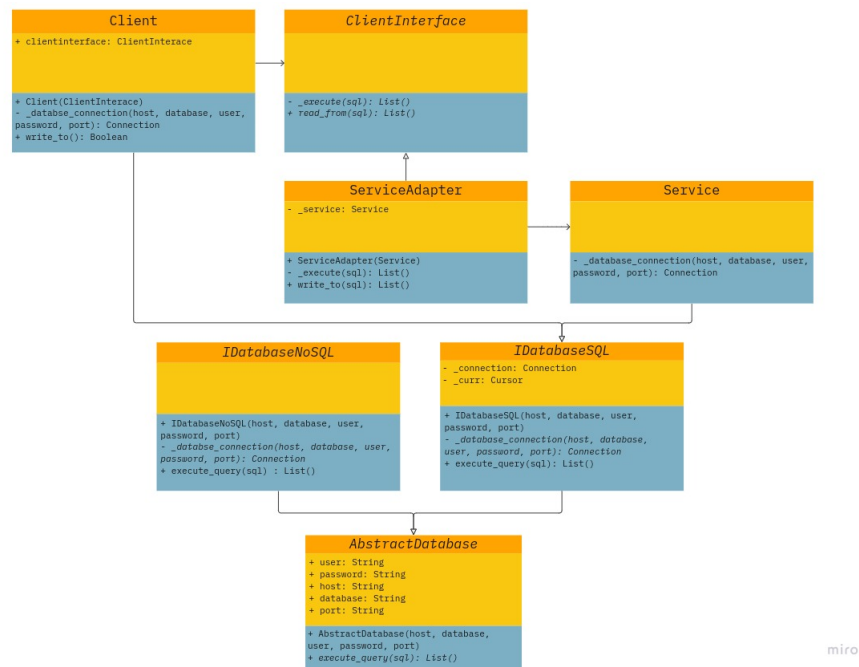 Client
+ clientinterface: ClientInterace
+ Client(ClientInterace)
- _databse_connection(host, database, user,
password, port): Connection
+ write_to(): Boolean
ClientInterface
- _execute(sql): List()
+ read_from(sql): List()
ServiceAdapter
- _service: Service
+ ServiceAdapter(Service)
- _execute(sql): List()
+ write_to(sql): List()
Service
- _database_connection(host, database, user,
password, port): Connection
IDatabaseNoSQL
+ IDatabaseNoSQL(host, database, user,
password, port)
- _databse_connection(host, database, user,
password, port): Connection
+ execute_query(sql) : List()
IDatabaseSQL
- _connection: Connection
- _curr: Cursor
+ IDatabaseSQL(host, database, user,
password, port)
- _database_connection(host, database,
user, password, port): Connection
+ execute_query(sql): List()
AbstractDatabase
+ user: String
+ password: String
+ host: String
+ database: String
+ port: String
+ AbstractDatabase(host, database,
user, password, port)
+ execute_query(sql): List()
miro